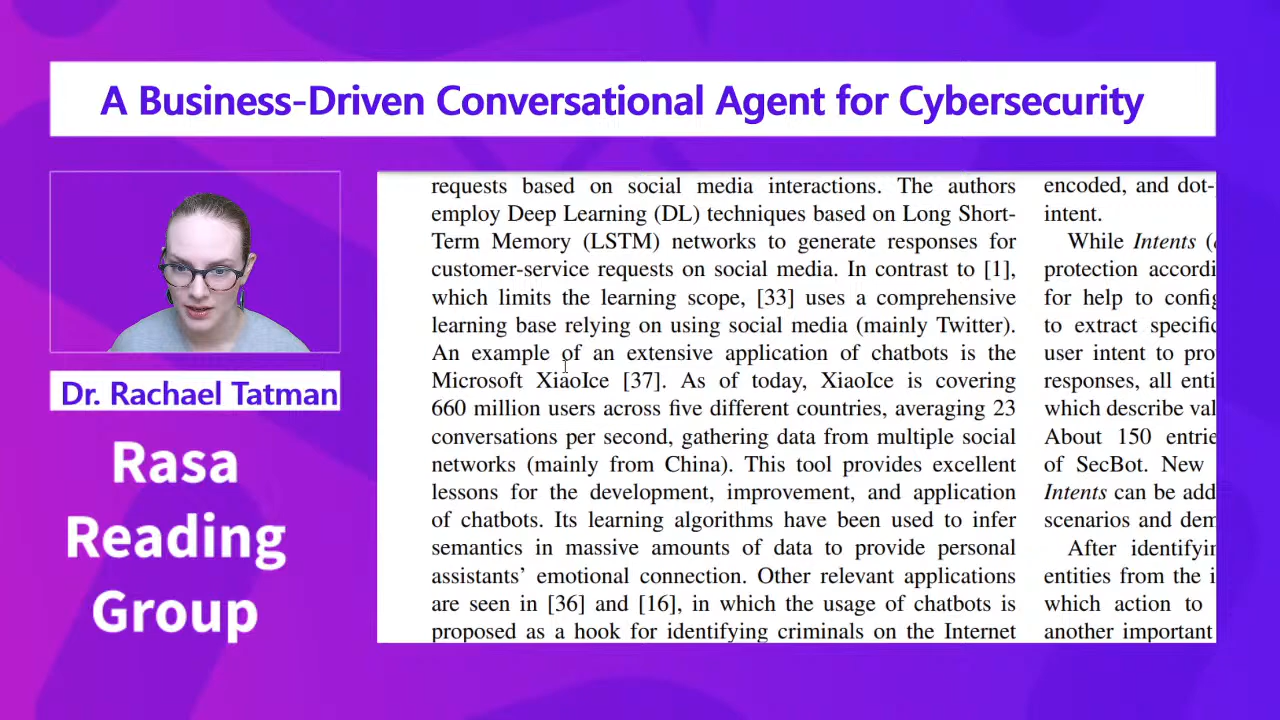 A Business-Driven Conversational Agent for Cybersecurity
Dr. Rachael Tatman
Rasa
Reading
Group
requests based on social media interactions. The authors
employ Deep Learning (DL) techniques based on Long Short-
Term Memory (LSTM) networks to generate responses for
customer-service requests on social media. In contrast to [1],
which limits the learning scope, [33] uses a comprehensive
learning base relying on using social media (mainly Twitter).
An example of an extensive application of chatbots is the
Microsoft XiaoIce [37]. As of today, XiaoIce is covering
660 million users across five different countries, averaging 23
conversations per second, gathering data from multiple social
networks (mainly from China). This tool provides excellent
lessons for the development, improvement, and application
of chatbots. Its learning algorithms have been used to infer
semantics in massive amounts of data to provide personal
assistants' emotional connection. Other relevant applications
are seen in [36] and [16], in which the usage of chatbots is
proposed as a hook for identifying criminals on the Internet
encoded, and dot-
intent.
While Intents (
protection accordi
for help to config
to extract specific
user intent to pro
responses, all enti
which describe val
About 150 entrie
of SecBot. New
Intents can be add
scenarios and dem
After identifyin
entities from the i
which action to
another important